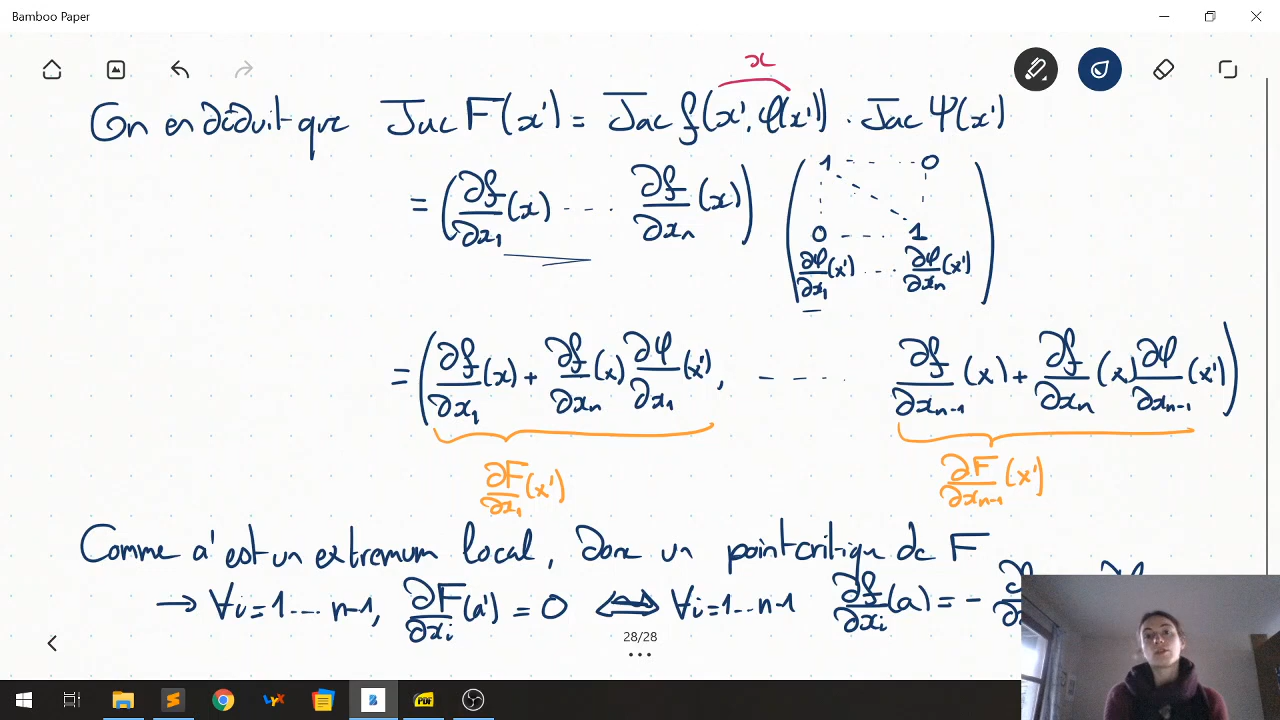 Bamboo Paper
x
On en déduit que Jac F(x') = Jac f(x', φ(x')) . Jac Ψ(x')
= (∂f/∂x₁(x) ---- ∂f/∂xₙ(x)) (1 ---- 0
0 ---- 1
∂φ/∂x₁(x') --- ∂φ/∂xₙ(x'))
= (∂f/∂x₁(x) + ∂f/∂xₙ(x) ∂φ/∂x₁(x'), ---- ∂f/∂xₙ₋₁(x) + ∂f/∂xₙ(x) ∂φ/∂xₙ₋₁(x'))
∂F/∂x₁(x') ∂F/∂xₙ₋₁(x')
Comme a' est un extremum local, donc un point critique de F
→ ∀i=1...n-1, ∂F/∂xᵢ(a') = 0 ⟺ ∀i=1...n-1 ∂f/∂xᵢ(a) = -
28/28
PDF